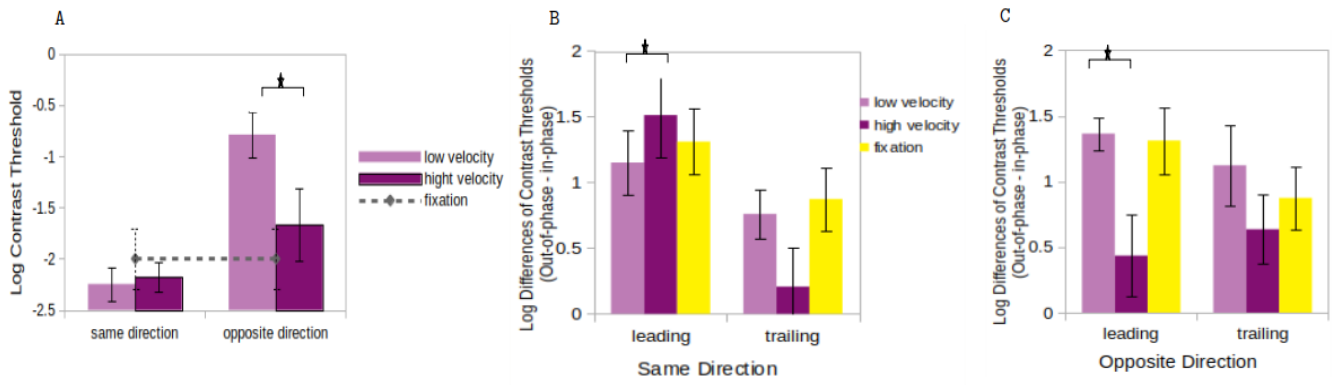 A
Log Contrast Threshold
0
-0.5
-1
-1.5
-2
-2.5
same direction
opposite direction
low velocity
hight velocity
fixation
B
Log Differences of Contrast Thresholds
(Out-of-phase - in-phase)
2
1.5
1
0.5
0
leading
trailing
Same Direction
low velocity
high velocity
fixation
C
Log Differences of Contrast Thresholds
(Out-of-phase - in-phase)
2
1.5
1
0.5
0
leading
trailing
Opposite Direction